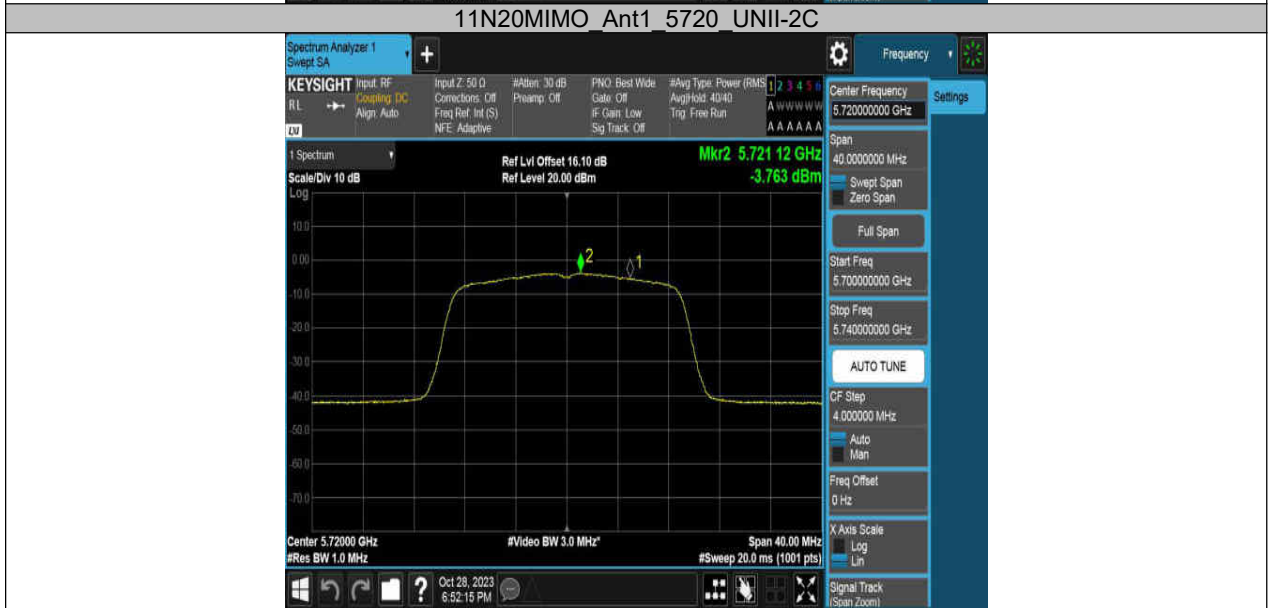 11N20MIMO_Ant1_5720_UNII-2C
Spectrum Analyzer 1
Swept SA
+
Frequency
KEYSIGHT
RL
Input: RF
Coupling: DC
Align: Auto
Input Z: 50 Ω
Corrections: Off
Freq Ref: Int (S)
NFE: Adaptive
#Atten: 30 dB
Preamp: Off
PNO: Best Wide
Gate: Off
IF Gain: Low
Sig Track: Off
#Avg Type: Power (RMS
Avg|Hold: 40/40
Trig: Free Run
1 2 3 4 5 6
A W W W W W
A A A A A A
LXI
1 Spectrum
Scale/Div 10 dB
Ref Lvl Offset 16.10 dB
Ref Level 20.00 dBm
Mkr2 5.721 12 GHz
-3.763 dBm
Log
10.0
0.00
-10.0
-20.0
-30.0
-40.0
-50.0
-60.0
-70.0
2
1
Center 5.72000 GHz
#Res BW 1.0 MHz
#Video BW 3.0 MHz*
Span 40.00 MHz
#Sweep 20.0 ms (1001 pts)
?
Oct 28, 2023
6:52:15 PM
Center Frequency
5.720000000 GHz
Settings
Span
40.0000000 MHz
Swept Span
Zero Span
Full Span
Start Freq
5.700000000 GHz
Stop Freq
5.740000000 GHz
AUTO TUNE
CF Step
4.000000 MHz
Auto
Man
Freq Offset
0 Hz
X Axis Scale
Log
Lin
Signal Track
(Span Zoom)